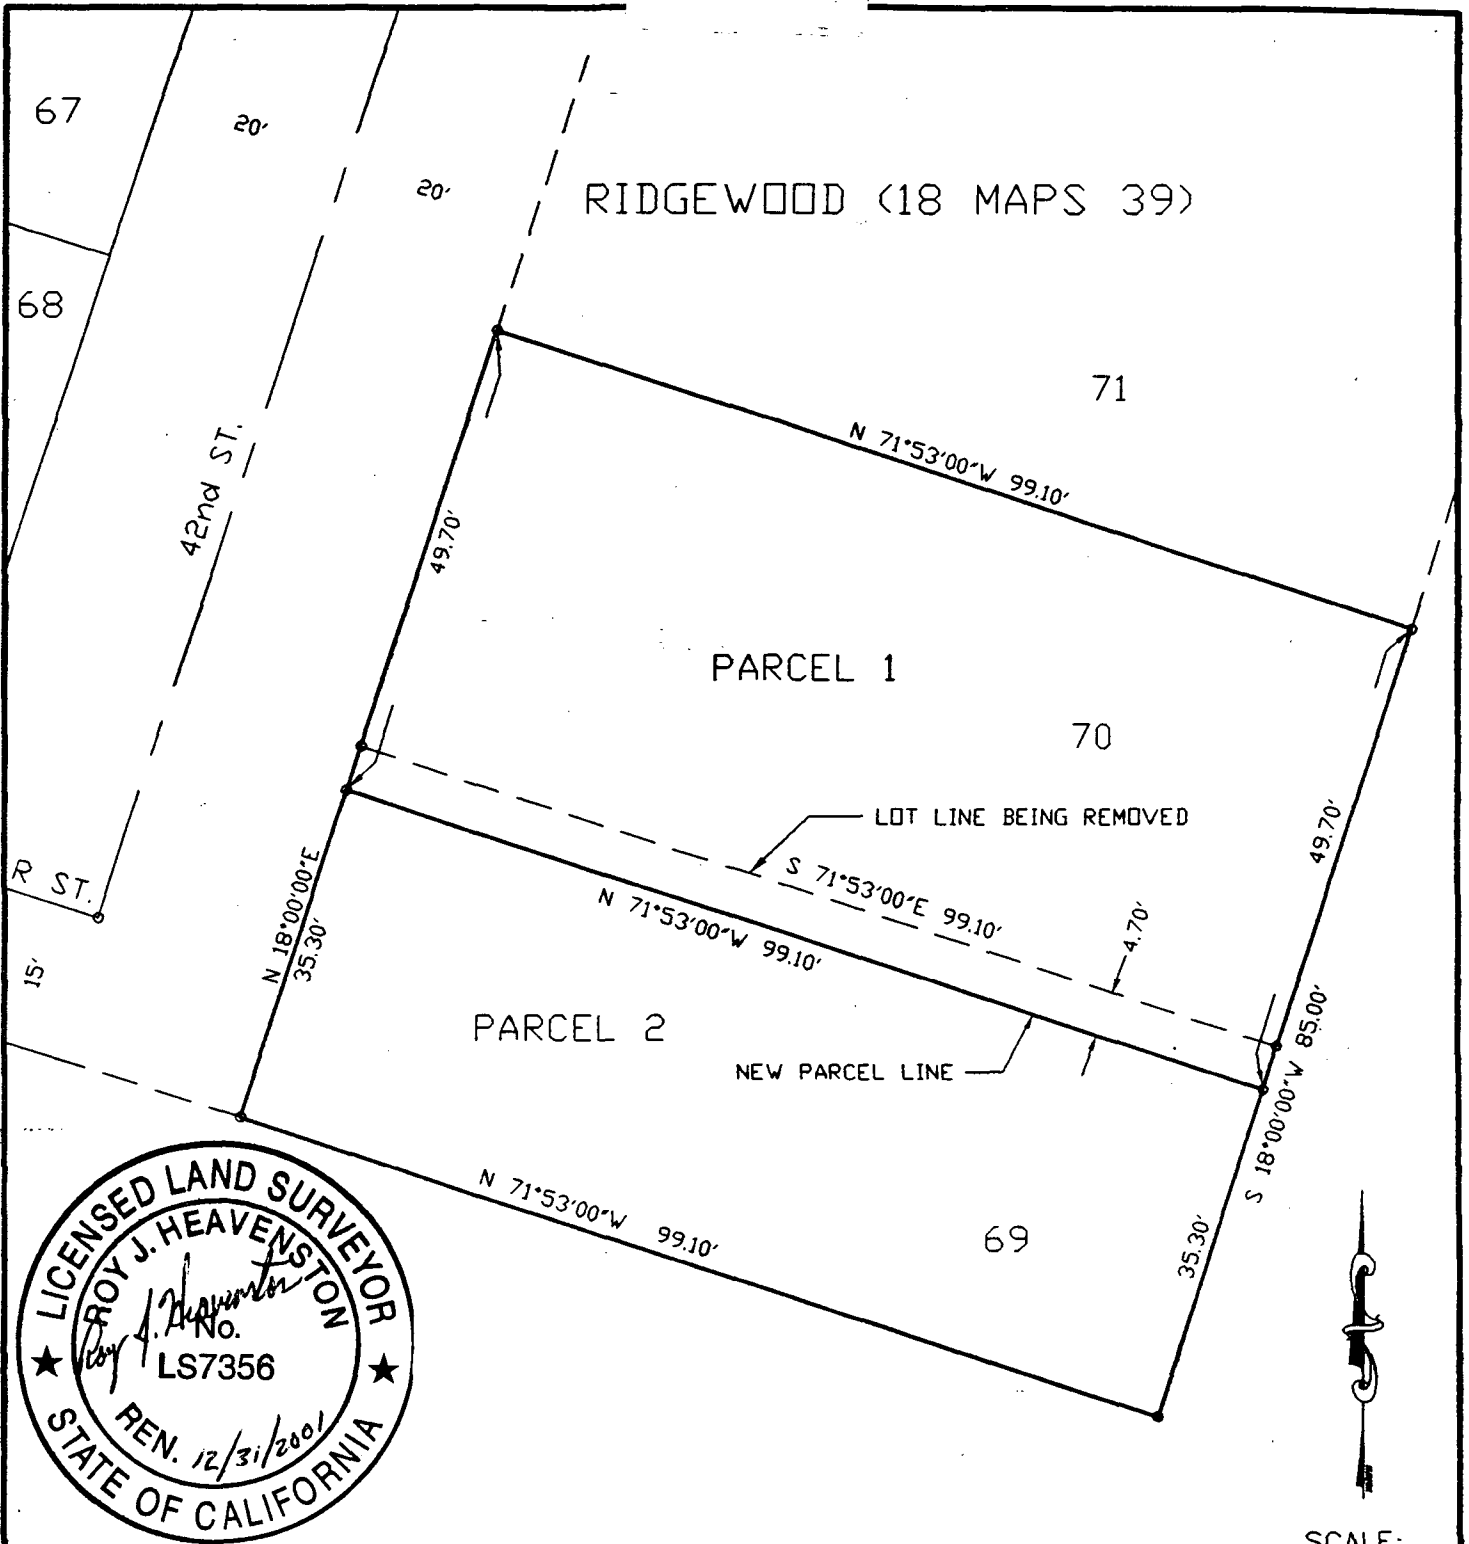 67
20'
20'
RIDGEWOOD (18 MAPS 39)
68
71
N 71°53'00"W 99.10'
42nd ST.
49.70'
PARCEL 1
70
LOT LINE BEING REMOVED
49.70'
S 71°53'00"E 99.10'
R ST.
N 18°00'00"E
35.30'
N 71°53'00"W 99.10'
4.70'
15'
PARCEL 2
NEW PARCEL LINE
S 18°00'00"W 85.00'
N 71°53'00"W 99.10'
69
35.30'
LICENSED LAND SURVEYOR
ROY J. HEAVENSTON
Roy J. Heavenston
No.
LS7356
REN. 12/31/2001
STATE OF CALIFORNIA
SCALE: